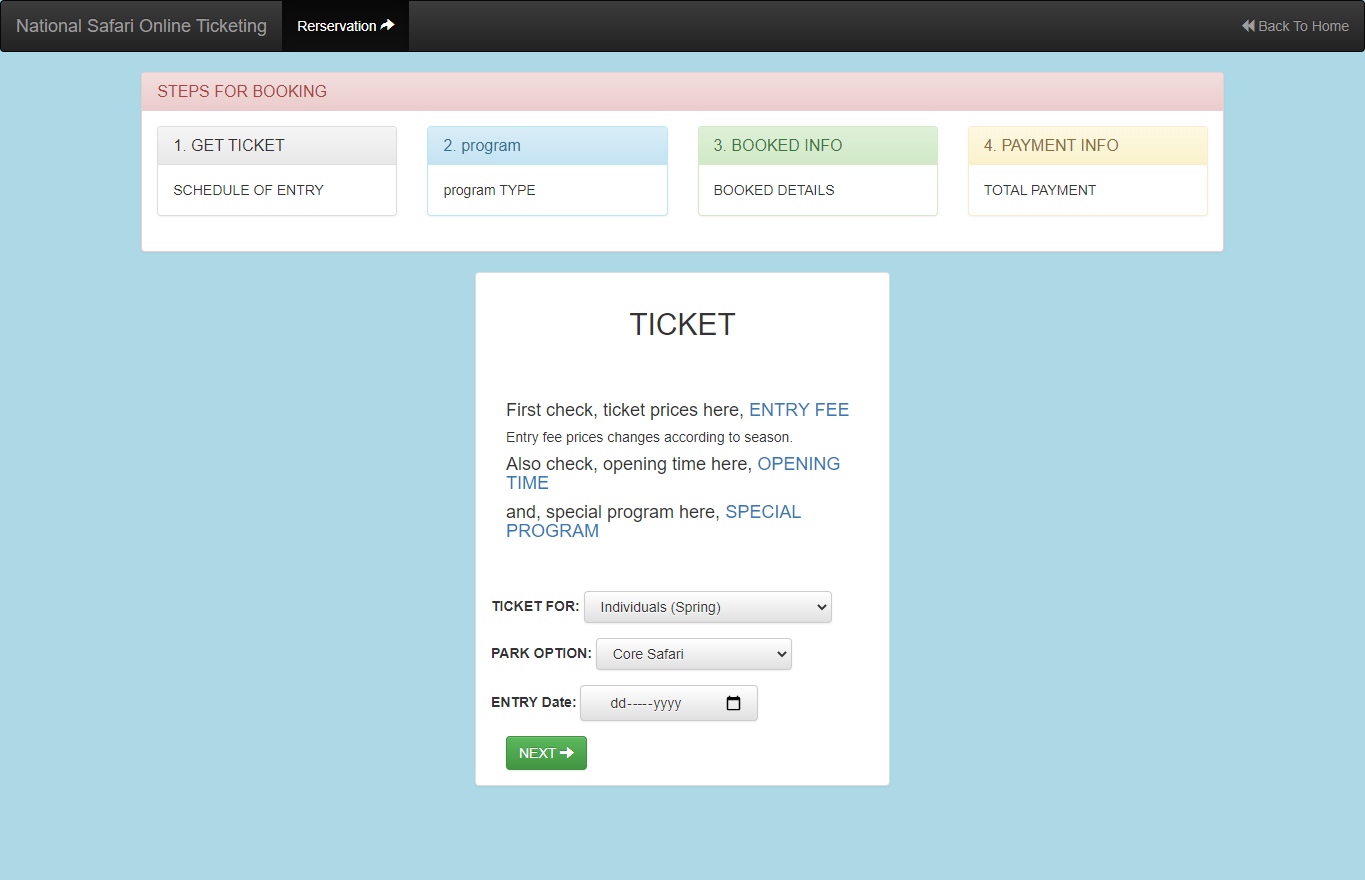 National Safari Online Ticketing
Rerservation
Back To Home
STEPS FOR BOOKING
1. GET TICKET
SCHEDULE OF ENTRY
2. program
program TYPE
3. BOOKED INFO
BOOKED DETAILS
4. PAYMENT INFO
TOTAL PAYMENT
TICKET
First check, ticket prices here, ENTRY FEE
Entry fee prices changes according to season.
Also check, opening time here, OPENING
TIME
and, special program here, SPECIAL
PROGRAM
TICKET FOR: Individuals (Spring)
PARK OPTION: Core Safari
ENTRY Date: dd-----yyyy
NEXT